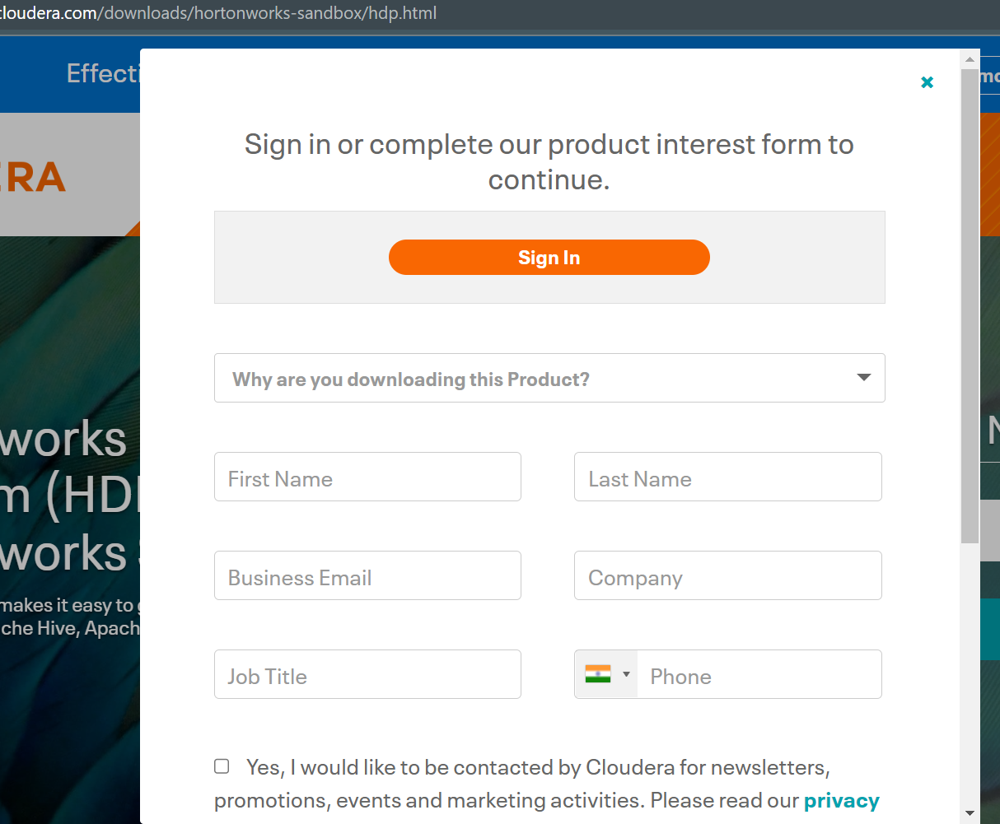 cloudera.com/downloads/hortonworks-sandbox/hdp.html
Effecti
ERA
Sign in or complete our product interest form to
continue.
Sign In
Why are you downloading this Product?
First Name
Last Name
works
m (HD
works
Business Email
Company
makes it easy to
che Hive, Apach
Job Title
Phone
Yes, I would like to be contacted by Cloudera for newsletters,
promotions, events and marketing activities. Please read our privacy